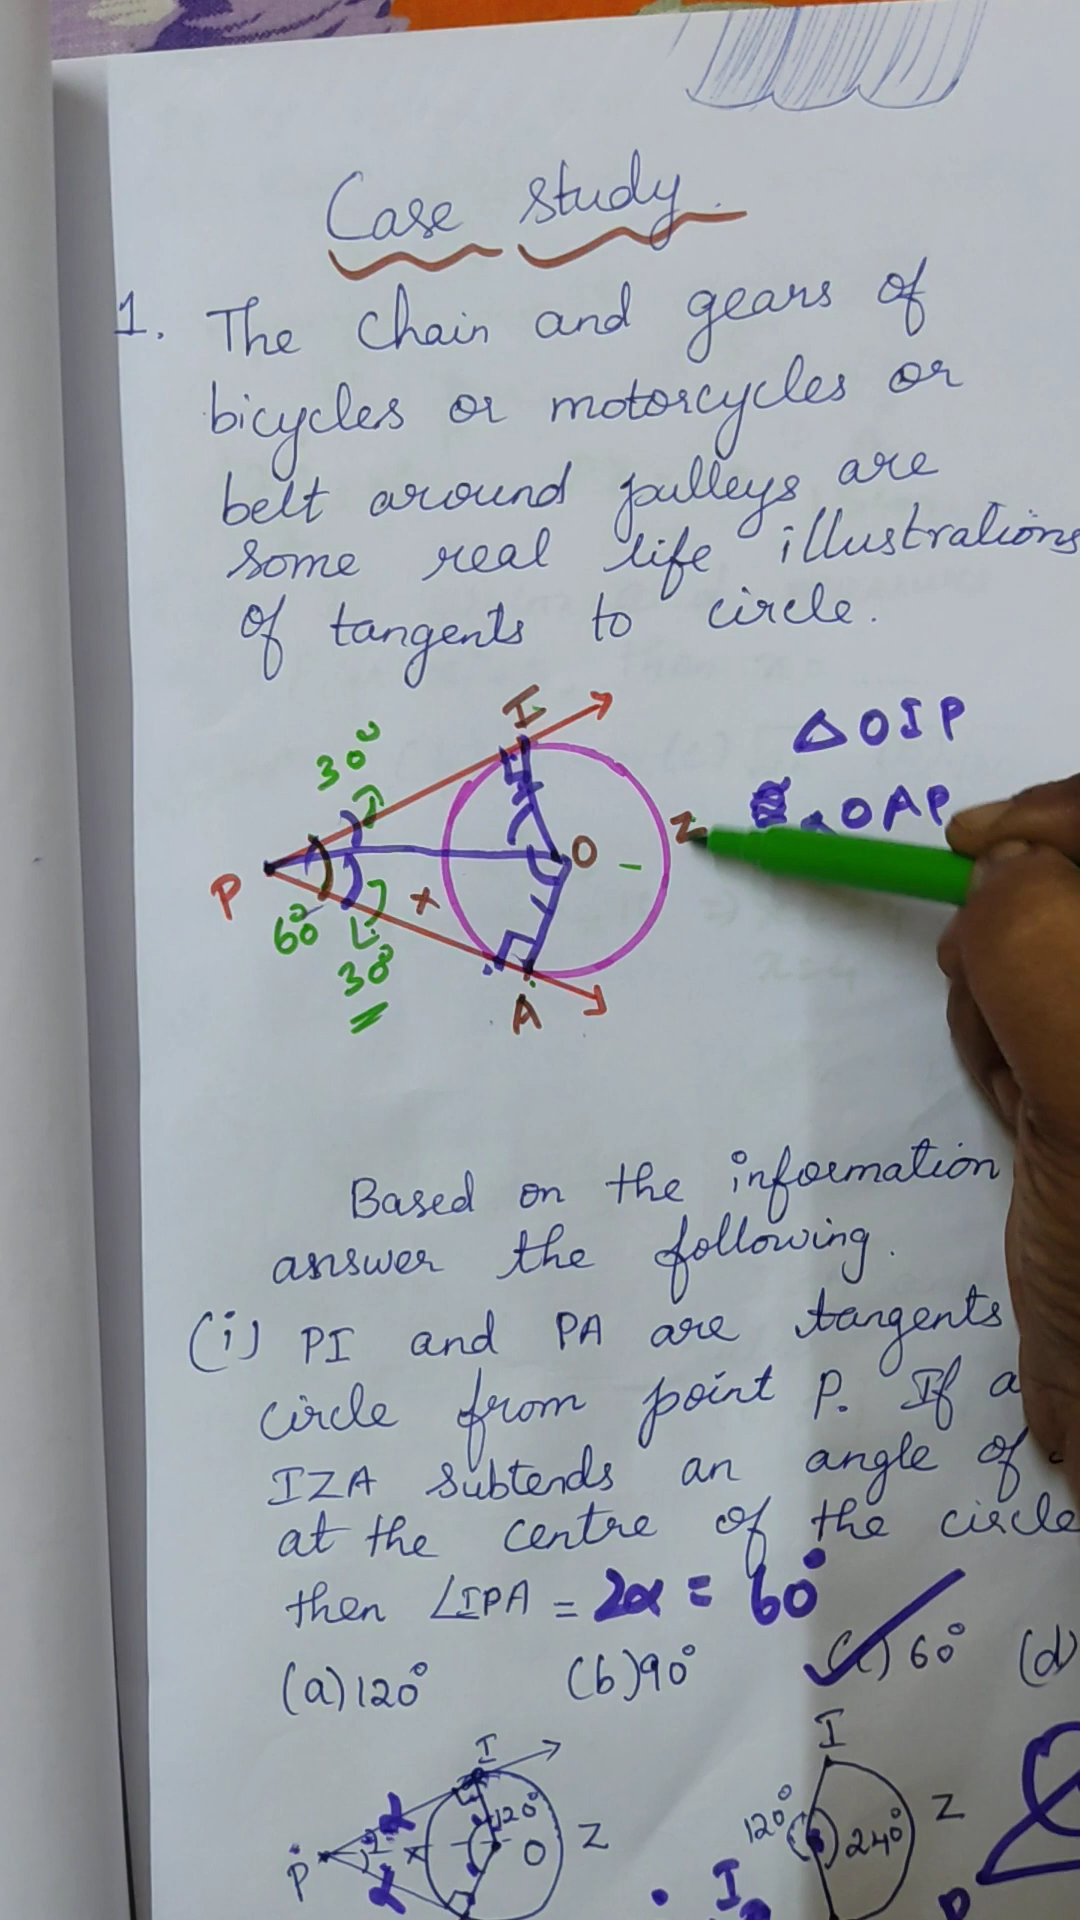 Case study.
1. The chain and gears of
bicycles or motorcycles or
belt around pulleys are
some real life illustrations
of tangents to circle.
I
△OIP
30°
OAP
Z
P
O
60°
x
30°
A
Based on the information
answer the following.
(i) PI and PA are tangents
circle from point P. If a
IZA subtends an angle of
at the centre of the circle
then ∠IPA = 2α = 60°
(a) 120° (b) 90° (c) 60° (d)
I
I
α 120° Z
120° 240° Z
P x O
α
I
P